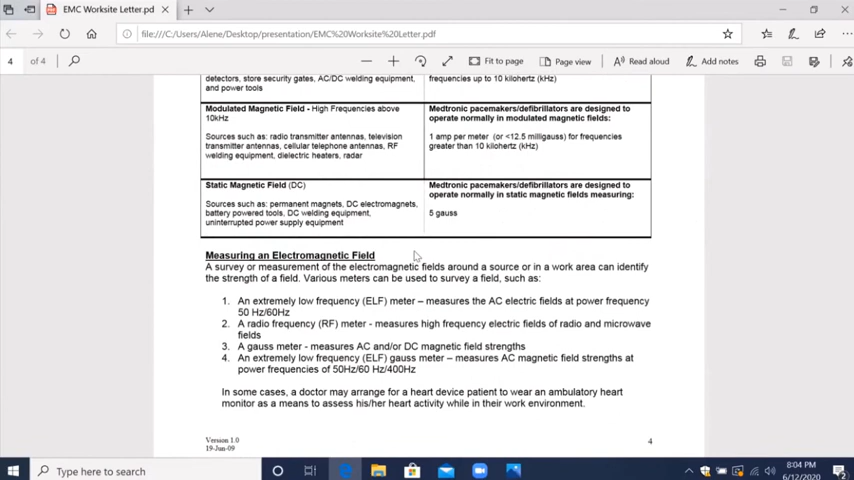 EMC Worksite Letter.pd
file:///C:/Users/Alene/Desktop/presentation/EMC%20Worksite%20Letter.pdf
4 of 4
Fit to page
Page view
Read aloud
Add notes
detectors, store security gates, AC/DC welding equipment,
and power tools
frequencies up to 10 kilohertz (kHz)
Modulated Magnetic Field - High Frequencies above
10kHz
Sources such as: radio transmitter antennas, television
transmitter antennas, cellular telephone antennas, RF
welding equipment, dielectric heaters, radar
Medtronic pacemakers/defibrillators are designed to
operate normally in modulated magnetic fields:
1 amp per meter (or <12.5 milligauss) for frequencies
greater than 10 kilohertz (kHz)
Static Magnetic Field (DC)
Sources such as: permanent magnets, DC electromagnets,
battery powered tools, DC welding equipment,
uninterrupted power supply equipment
Medtronic pacemakers/defibrillators are designed to
operate normally in static magnetic fields measuring:
5 gauss
Measuring an Electromagnetic Field
A survey or measurement of the electromagnetic fields around a source or in a work area can identify
the strength of a field. Various meters can be used to survey a field, such as:
1. An extremely low frequency (ELF) meter – measures the AC electric fields at power frequency
50 Hz/60Hz
2. A radio frequency (RF) meter - measures high frequency electric fields of radio and microwave
fields
3. A gauss meter - measures AC and/or DC magnetic field strengths
4. An extremely low frequency (ELF) gauss meter – measures AC magnetic field strengths at
power frequencies of 50Hz/60 Hz/400Hz
In some cases, a doctor may arrange for a heart device patient to wear an ambulatory heart
monitor as a means to assess his/her heart activity while in their work environment.
Version 1.0
19-Jun-09
4
Type here to search
8:04 PM
6/12/2020
2